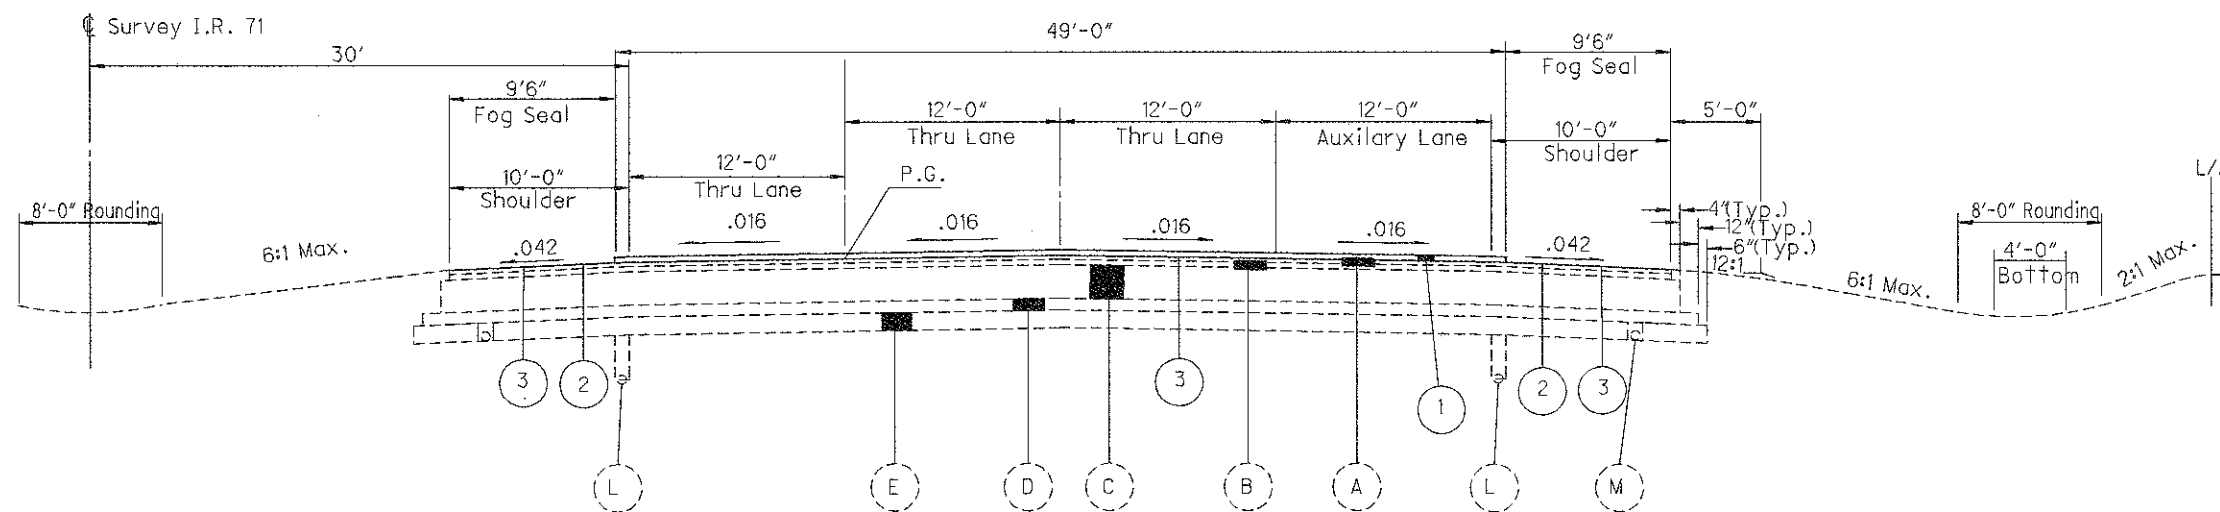 ℄ Survey I.R. 71
30'
49'-0"
9'6"
Fog Seal
9'6"
Fog Seal
12'-0"
Thru Lane
12'-0"
Thru Lane
12'-0"
Auxilary Lane
5'-0"
10'-0"
Shoulder
12'-0"
Thru Lane
P.G.
10'-0"
Shoulder
L/
8'-0" Rounding
4"(Typ.)
8'-0" Rounding
12"(Typ.)
6"(Typ.)
.016
.016
.016
.016
6:1 Max.
.042
.042
12:1
4'-0"
Bottom
2:1 Max.
6:1 Max.
3
2
3
1
2
3
L
E
D
C
B
A
L
M